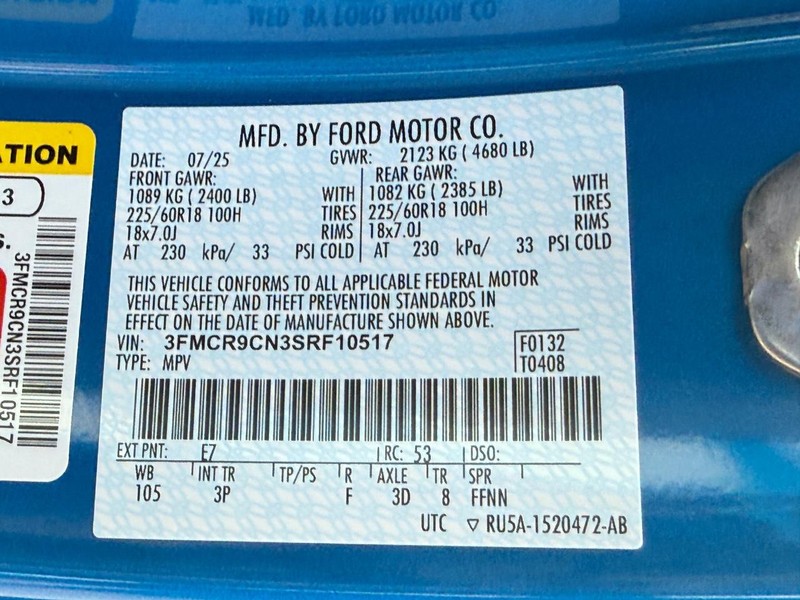 MFD. BY FORD MOTOR CO
MFD. BY FORD MOTOR CO.
DATE: 07/25 GVWR: 2123 KG ( 4680 LB)
FRONT GAWR: REAR GAWR:
1089 KG ( 2400 LB) WITH 1082 KG ( 2385 LB) WITH
225/60R18 100H TIRES 225/60R18 100H TIRES
18x7.0J RIMS 18x7.0J RIMS
AT 230 kPa/ 33 PSI COLD AT 230 kPa/ 33 PSI COLD
THIS VEHICLE CONFORMS TO ALL APPLICABLE FEDERAL MOTOR
VEHICLE SAFETY AND THEFT PREVENTION STANDARDS IN
EFFECT ON THE DATE OF MANUFACTURE SHOWN ABOVE.
VIN: 3FMCR9CN3SRF10517 F0132
TYPE: MPV T0408
EXT PNT: E7 RC: 53 DSO:
WB INT TR TP/PS R AXLE TR SPR
105 3P F 3D 8 FFNN
UTC ▽ RU5A-1520472-AB
ATION
3
S.
3FMCR9CN3SRF10517